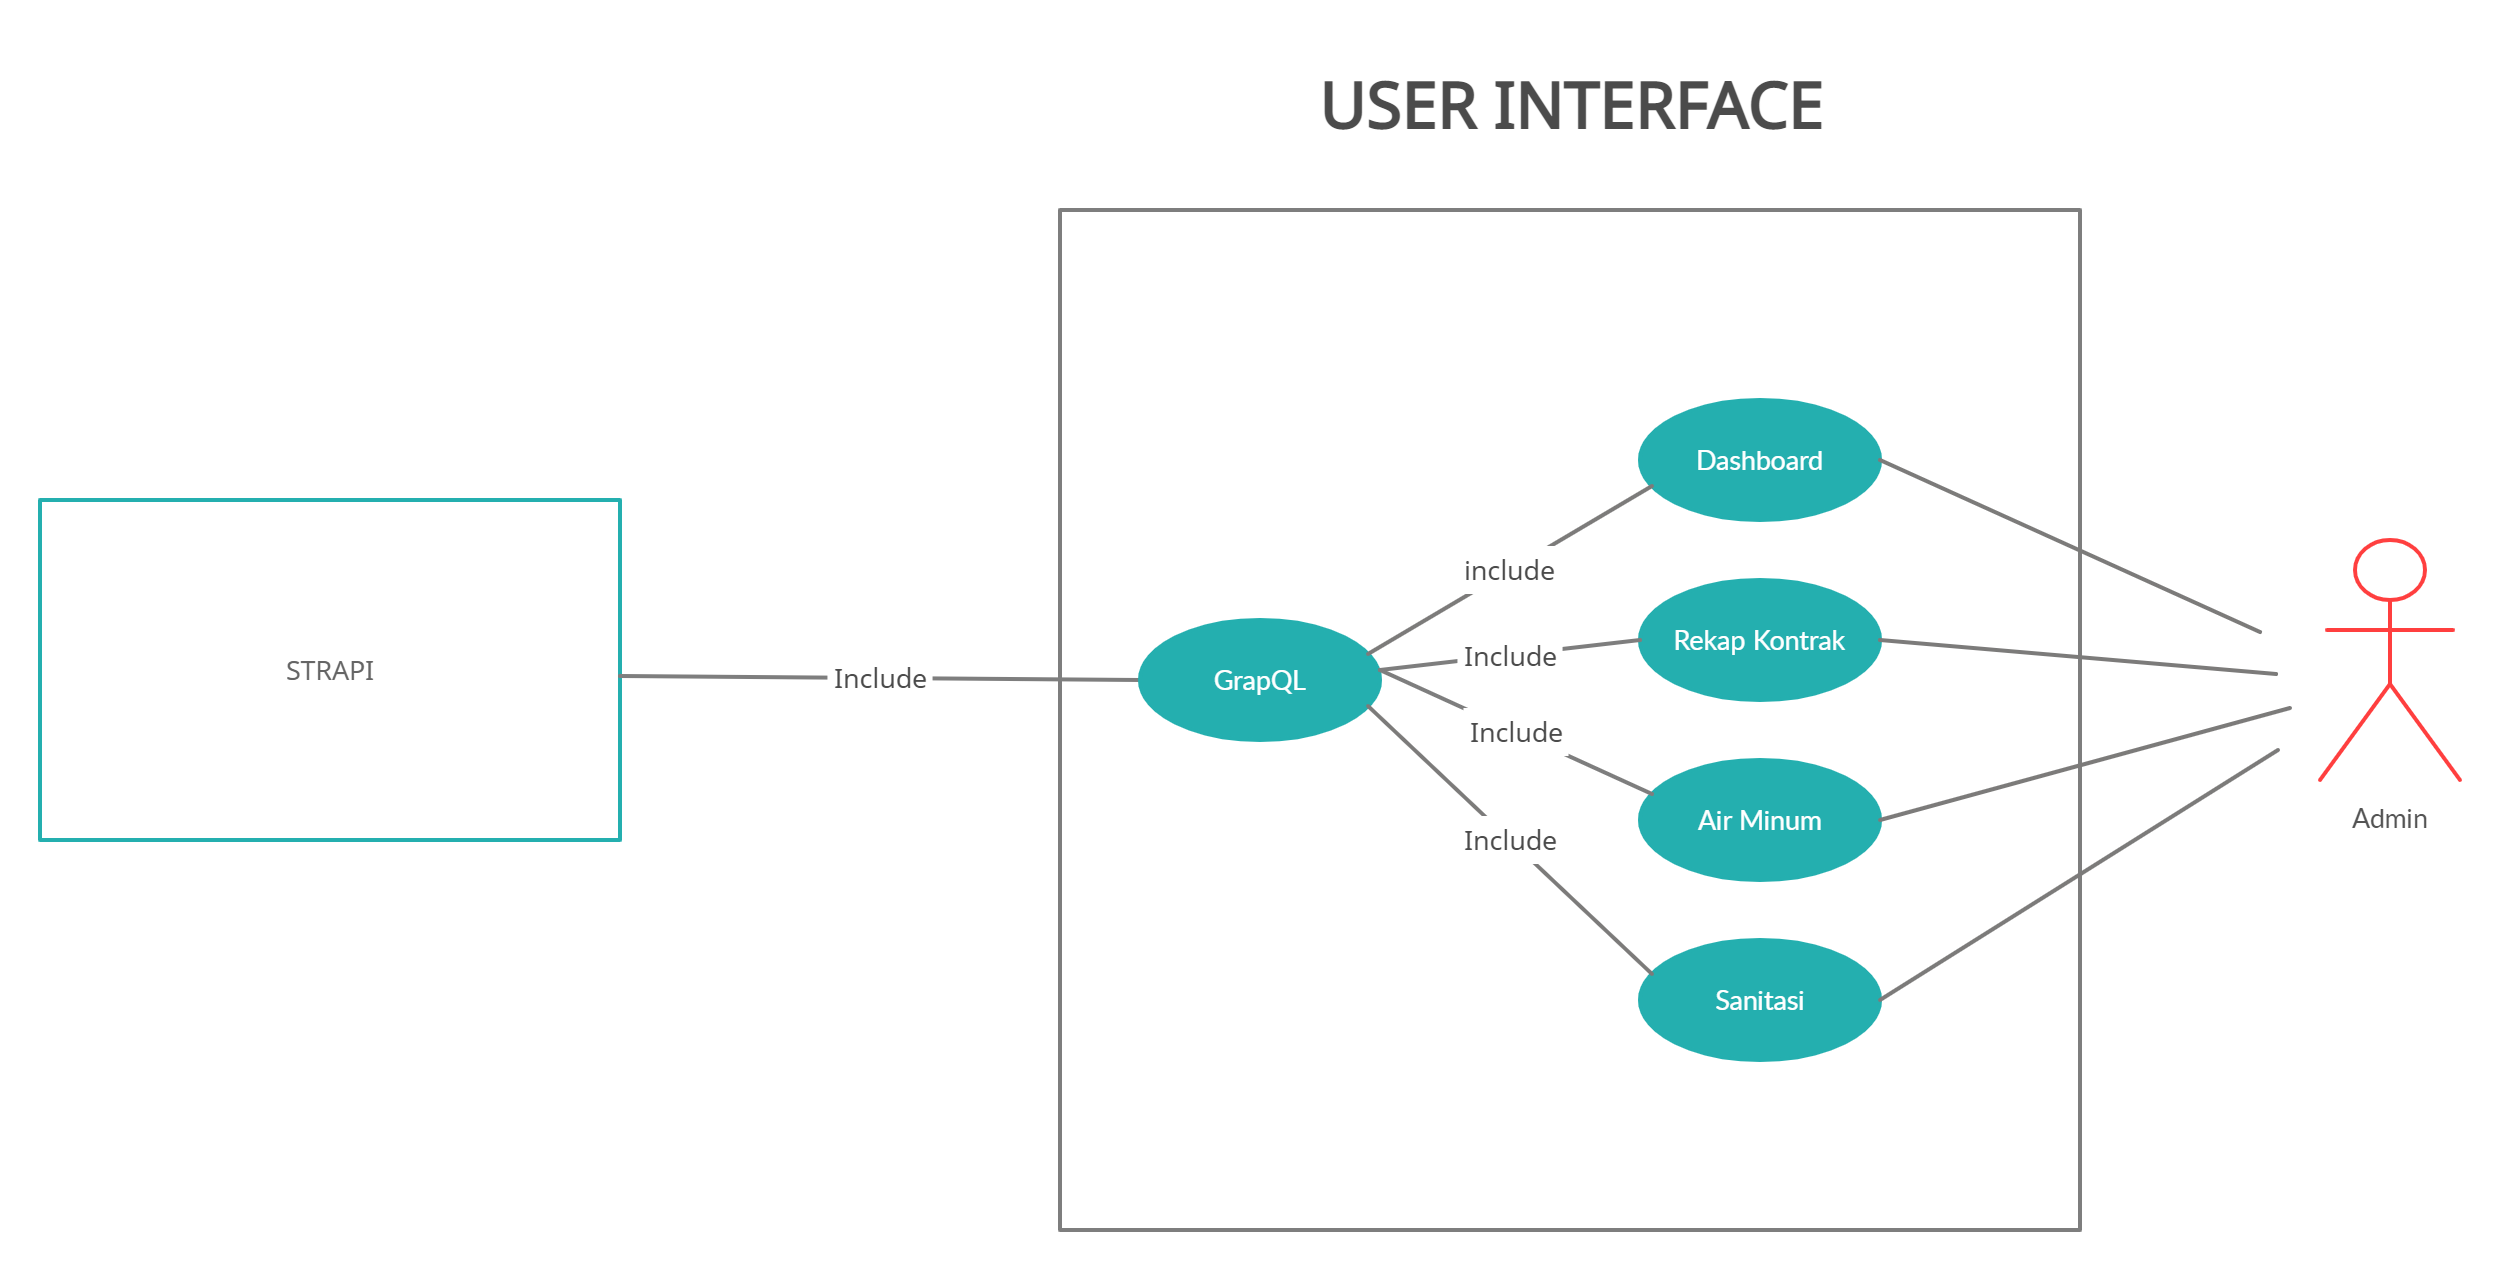 USER INTERFACE
Dashboard
include
Rekap Kontrak
Include
STRAPI
Include
GrapQL
Include
Air Minum
Admin
Include
Sanitasi